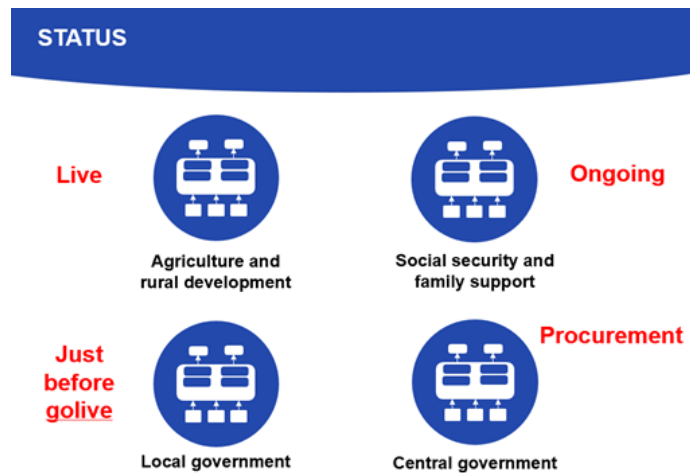 STATUS
Live
Agriculture and
rural development
Ongoing
Social security and
family support
Just
before
golive
Local government
Procurement
Central government